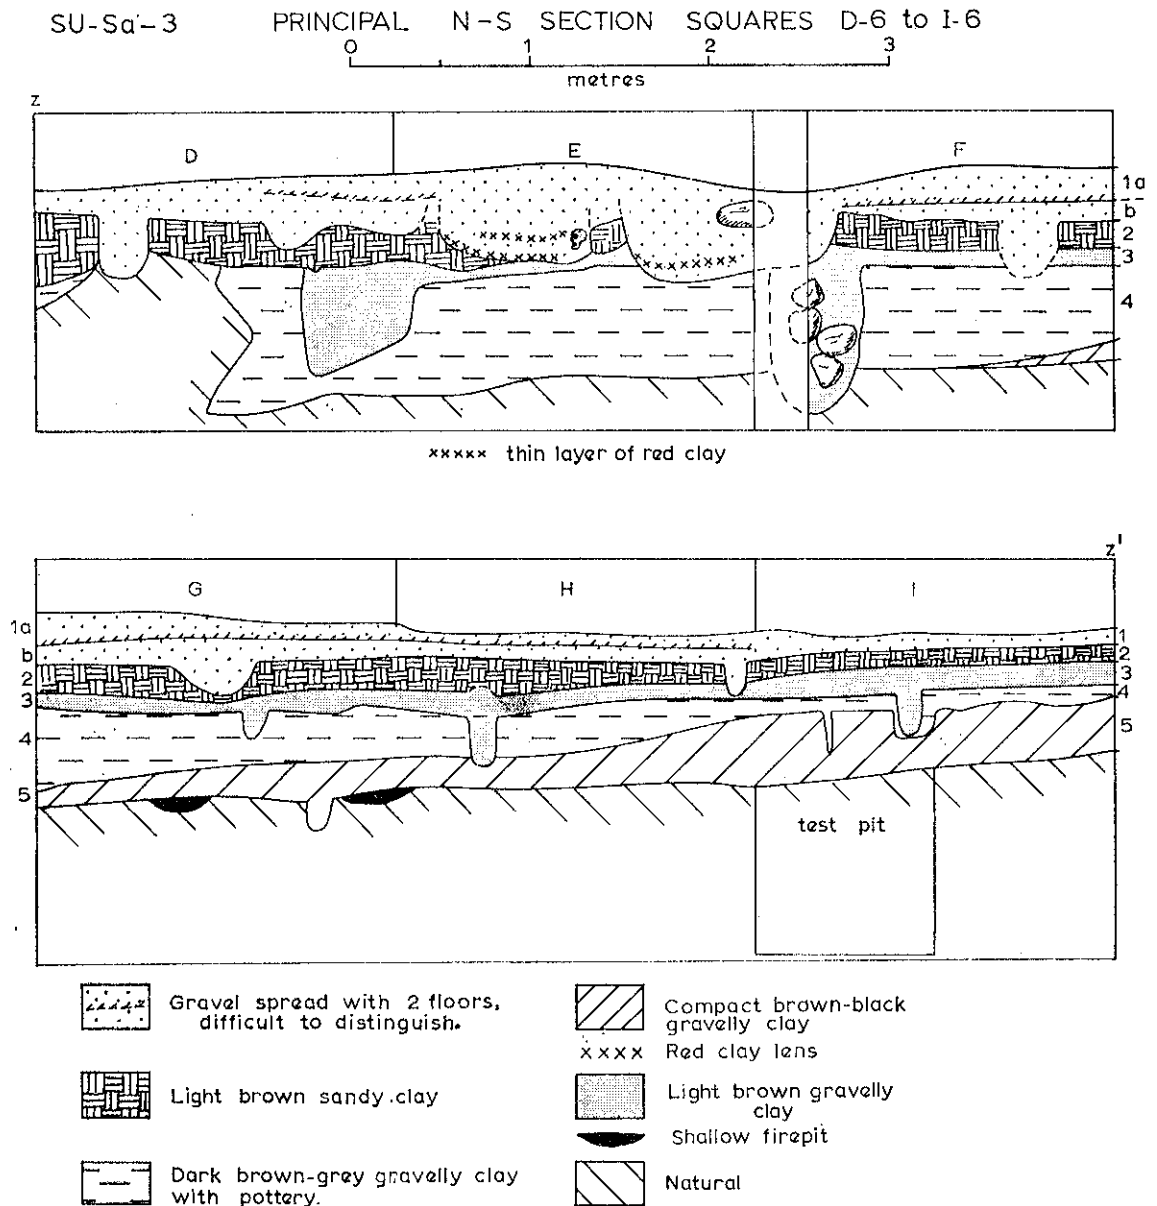 SU-Sa-3 PRINCIPAL N-S SECTION SQUARES D-6 to I-6
0 1 2 3
metres
z
D E F
1a
b
2
3
4
xxxxx thin layer of red clay
z'
G H I
1a
b
2
3
4
5
1
2
3
4
5
test pit
Gravel spread with 2 floors,
difficult to distinguish.
Light brown sandy clay
Dark brown-grey gravelly clay
with pottery.
Compact brown-black
gravelly clay
xxxx Red clay lens
Light brown gravelly
clay
Shallow firepit
Natural